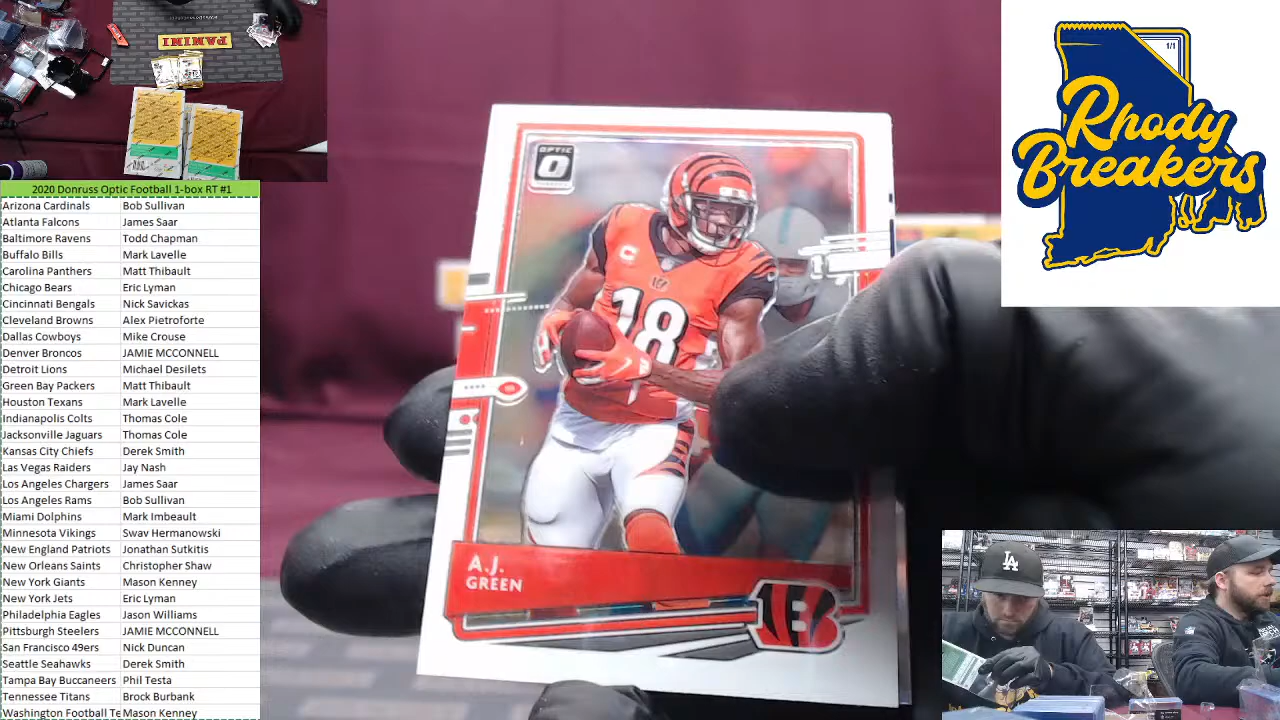 PANINI
2020 Donruss Optic Football 1-box RT #1
Arizona Cardinals Bob Sullivan
Atlanta Falcons James Saar
Baltimore Ravens Todd Chapman
Buffalo Bills Mark Lavelle
Carolina Panthers Matt Thibault
Chicago Bears Eric Lyman
Cincinnati Bengals Nick Savickas
Cleveland Browns Alex Pietroforte
Dallas Cowboys Mike Crouse
Denver Broncos JAMIE MCCONNELL
Detroit Lions Michael Desilets
Green Bay Packers Matt Thibault
Houston Texans Mark Lavelle
Indianapolis Colts Thomas Cole
Jacksonville Jaguars Thomas Cole
Kansas City Chiefs Derek Smith
Las Vegas Raiders Jay Nash
Los Angeles Chargers James Saar
Los Angeles Rams Bob Sullivan
Miami Dolphins Mark Imbeault
Minnesota Vikings Swav Hermanowski
New England Patriots Jonathan Sutkitis
New Orleans Saints Christopher Shaw
New York Giants Mason Kenney
New York Jets Eric Lyman
Philadelphia Eagles Jason Williams
Pittsburgh Steelers JAMIE MCCONNELL
San Francisco 49ers Nick Duncan
Seattle Seahawks Derek Smith
Tampa Bay Buccaneers Phil Testa
Tennessee Titans Brock Burbank
Washington Football Te Mason Kenney
OPTIC
O
C
18
A.J.
GREEN
B
1/1
Rhody
Breakers
LA